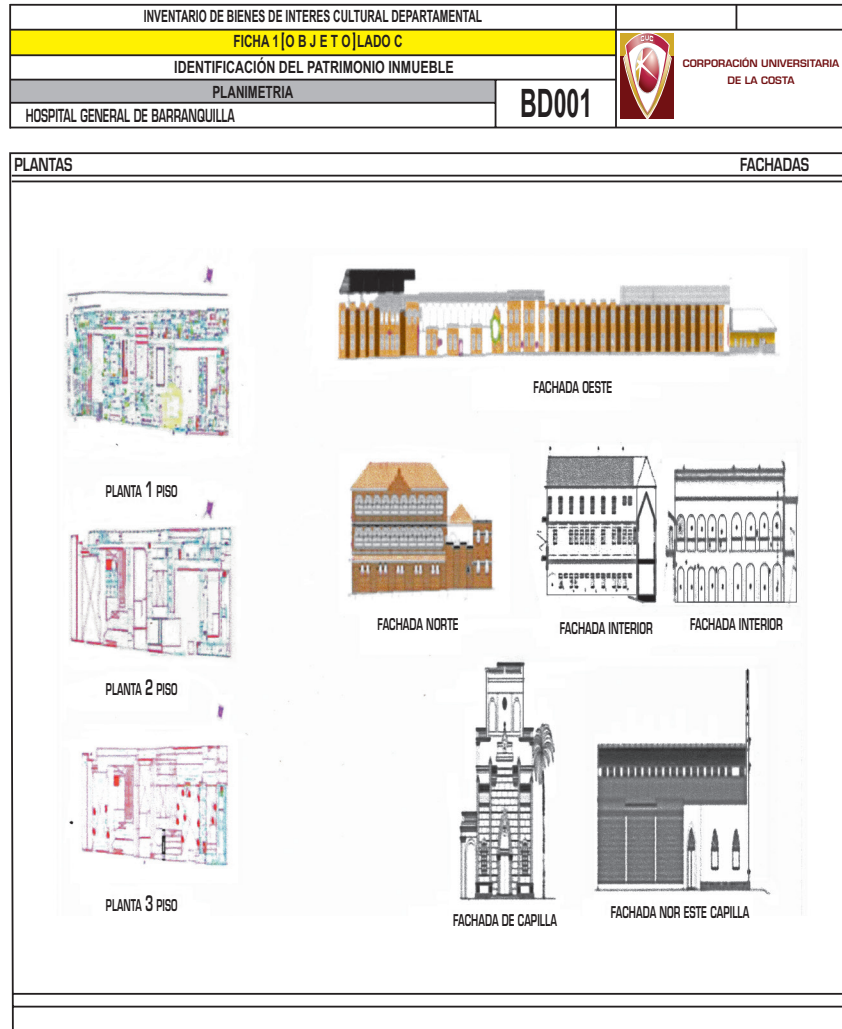 INVENTARIO DE BIENES DE INTERES CULTURAL DEPARTAMENTAL
FICHA 1 [O B J E T O] LADO C
IDENTIFICACIÓN DEL PATRIMONIO INMUEBLE
PLANIMETRIA
HOSPITAL GENERAL DE BARRANQUILLA
BD001
CUC
CORPORACIÓN UNIVERSITARIA
DE LA COSTA
PLANTAS
FACHADAS
PLANTA 1 PISO
PLANTA 2 PISO
PLANTA 3 PISO
FACHADA OESTE
FACHADA NORTE
FACHADA INTERIOR
FACHADA INTERIOR
FACHADA DE CAPILLA
FACHADA NOR ESTE CAPILLA